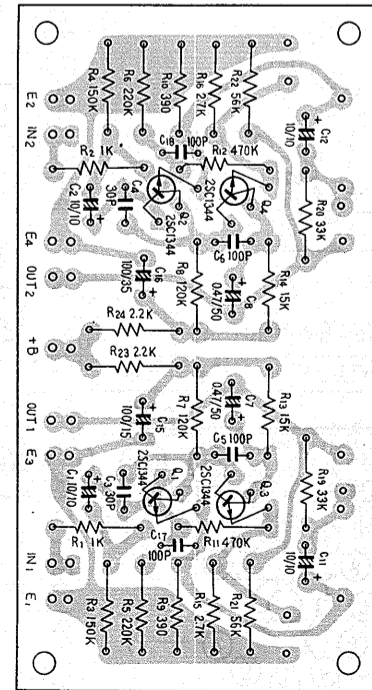 E2
IN2
E4
OUT2
+B
OUT 1
E3
IN1
E1
R4 150K
R6 220K
R10 390
R16 2.7K
R22 56K
C12
10/10
R2 1K
C18 100P
R12 470K
C2 10/10
C4 30P
Q2
2SC1344
Q4
2SC1344
R20 33K
C6 100P
C16
100/35
R8 120K
C8
0.47/50
R14 15K
R24 2.2K
R23 2.2K
C15
100/15
R7 120K
C7
0.47/50
R13 15K
C5 100P
C1 10/10
C3 30P
2SC1344
Q1
2SC1344
Q3
R19 33K
R1 1K
C17
100P
R11 470K
C11
10/10
R3 150K
R5 220K
R9 390
R15 2.7K
R21 56K